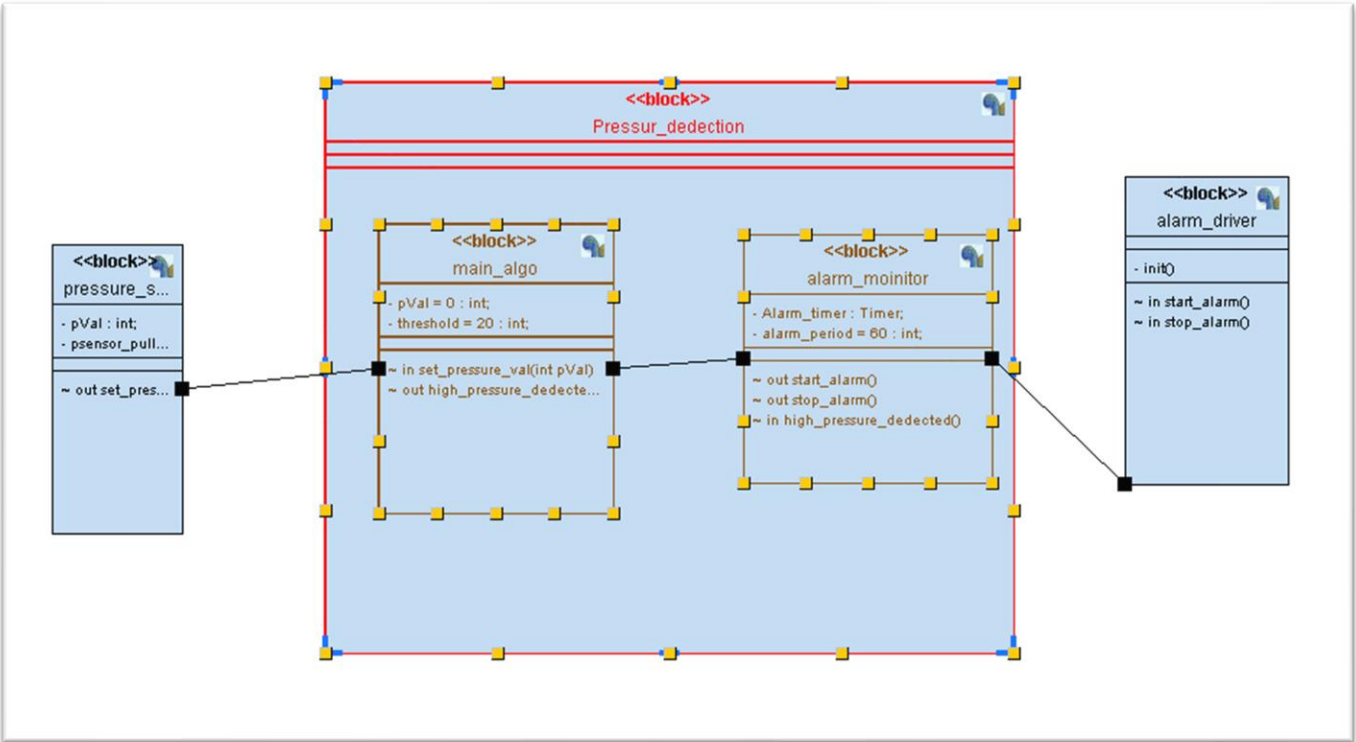 <<block>>
Pressur_dedection
<<block>>
pressure_s...
- pVal : int;
- psensor_pull...
~ out set_pres...
<<block>>
main_algo
- pVal = 0 : int;
- threshold = 20 : int;
~ in set_pressure_val(int pVal)
~ out high_pressure_dedecte...
<<block>>
alarm_moinitor
- Alarm_timer : Timer;
- alarm_period = 60 : int;
~ out start_alarm()
~ out stop_alarm()
~ in high_pressure_dedected()
<<block>>
alarm_driver
- init()
~ in start_alarm()
~ in stop_alarm()